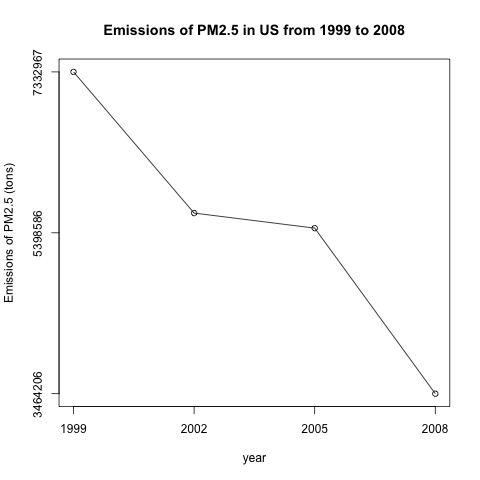 Emissions of PM2.5 in US from 1999 to 2008
Emissions of PM2.5 (tons)
7332967
5398586
3464206
1999 2002 2005 2008
year